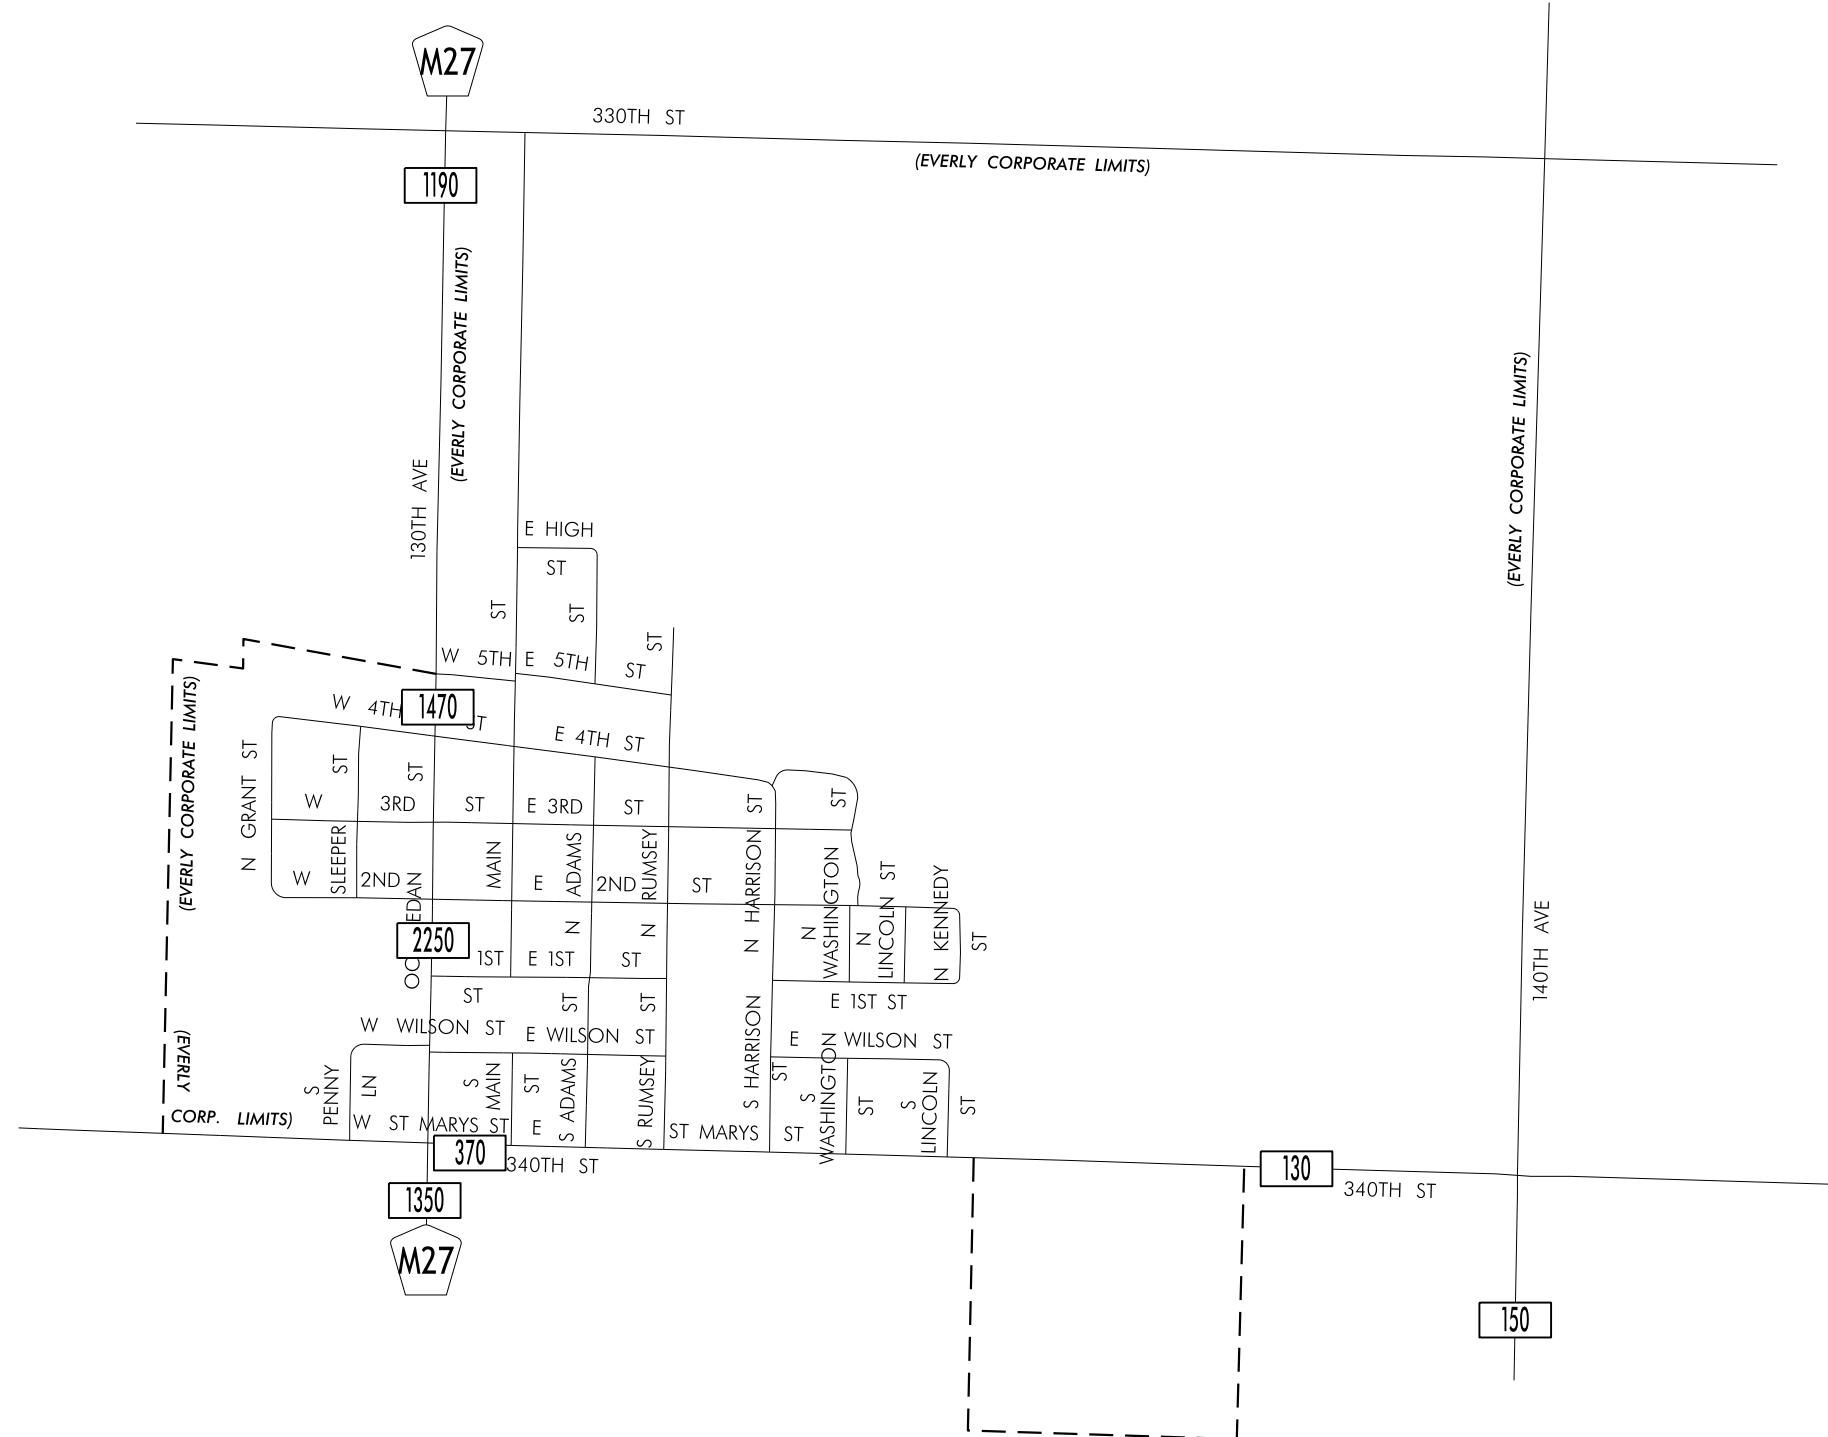 M27
330TH ST
(EVERLY CORPORATE LIMITS)
1190
(EVERLY CORPORATE LIMITS)
130TH AVE
(EVERLY CORPORATE LIMITS)
E HIGH
ST
ST
ST
ST
W 5TH
E 5TH ST
(EVERLY CORPORATE LIMITS)
W 4TH
1470
ST
E 4TH ST
N GRANT ST
ST
ST
W 3RD ST
E 3RD ST
ST
ST
SLEEPER
MAIN
N ADAMS
N RUMSEY
N HARRISON
N WASHINGTON
N LINCOLN ST
N KENNEDY
ST
W 2ND
E 2ND ST
2250
1ST
ST
E 1ST ST
E 1ST ST
140TH AVE
ST
ST
W WILSON ST
E WILSON ST
E WILSON ST
(EVERLY
CORP. LIMITS)
S PENNY
LN
S MAIN
ST
S ADAMS
S RUMSEY
S HARRISON
ST
S WASHINGTON
ST
S LINCOLN
ST
W ST MARYS ST
E
ST MARYS ST
370
340TH ST
130
340TH ST
1350
M27
150